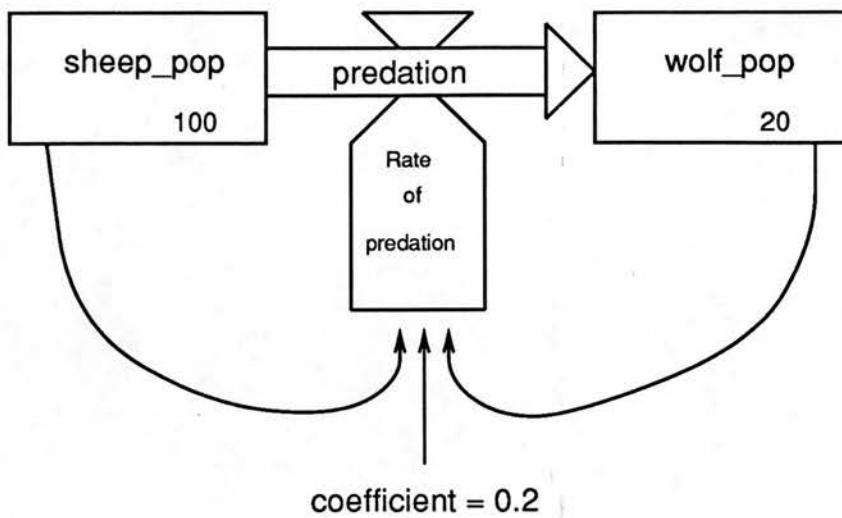 sheep_pop
100
predation
wolf_pop
20
Rate
of
predation
coefficient = 0.2